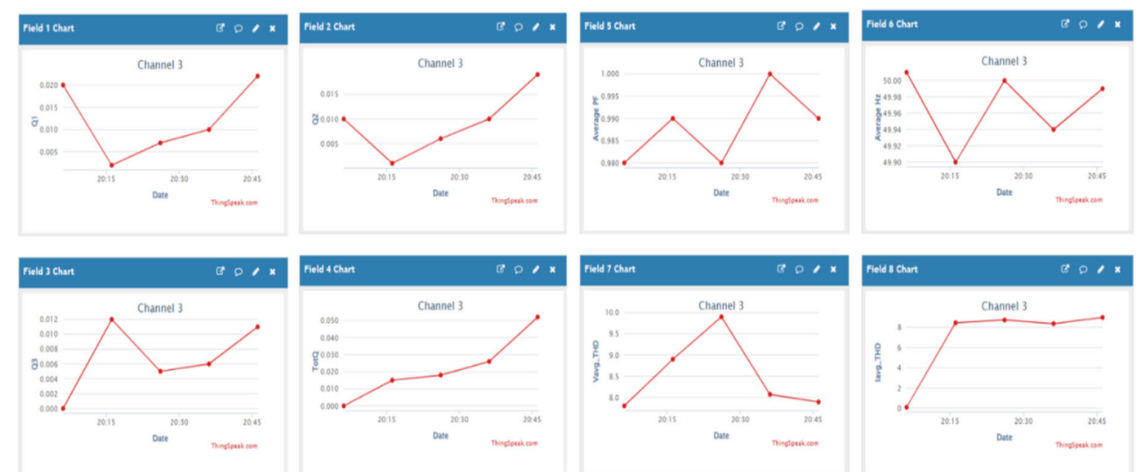 Field 1 Chart
Channel 3
0.020
0.015
0.010
0.005
Q1
20:15 20:30 20:45
Date
ThingSpeak.com
Field 2 Chart
Channel 3
0.015
0.010
0.005
Q2
20:15 20:30 20:45
Date
ThingSpeak.com
Field 5 Chart
Channel 3
1.000
0.995
0.990
0.985
0.980
Average PF
20:15 20:30 20:45
Date
ThingSpeak.com
Field 6 Chart
Channel 3
50.00
49.98
49.96
49.94
49.92
49.90
Average Hz
20:15 20:30 20:45
Date
ThingSpeak.com
Field 3 Chart
Channel 3
0.012
0.010
0.008
0.006
0.004
0.002
0.000
Q3
20:15 20:30 20:45
Date
ThingSpeak.com
Field 4 Chart
Channel 3
0.050
0.040
0.030
0.020
0.010
0.000
TotQ
20:15 20:30 20:45
Date
ThingSpeak.com
Field 7 Chart
Channel 3
10.0
9.5
9.0
8.5
8.0
Vavg_THD
20:15 20:30 20:45
Date
ThingSpeak.com
Field 8 Chart
Channel 3
8
6
4
2
0
Iavg_THD
20:15 20:30 20:45
Date
ThingSpeak.com